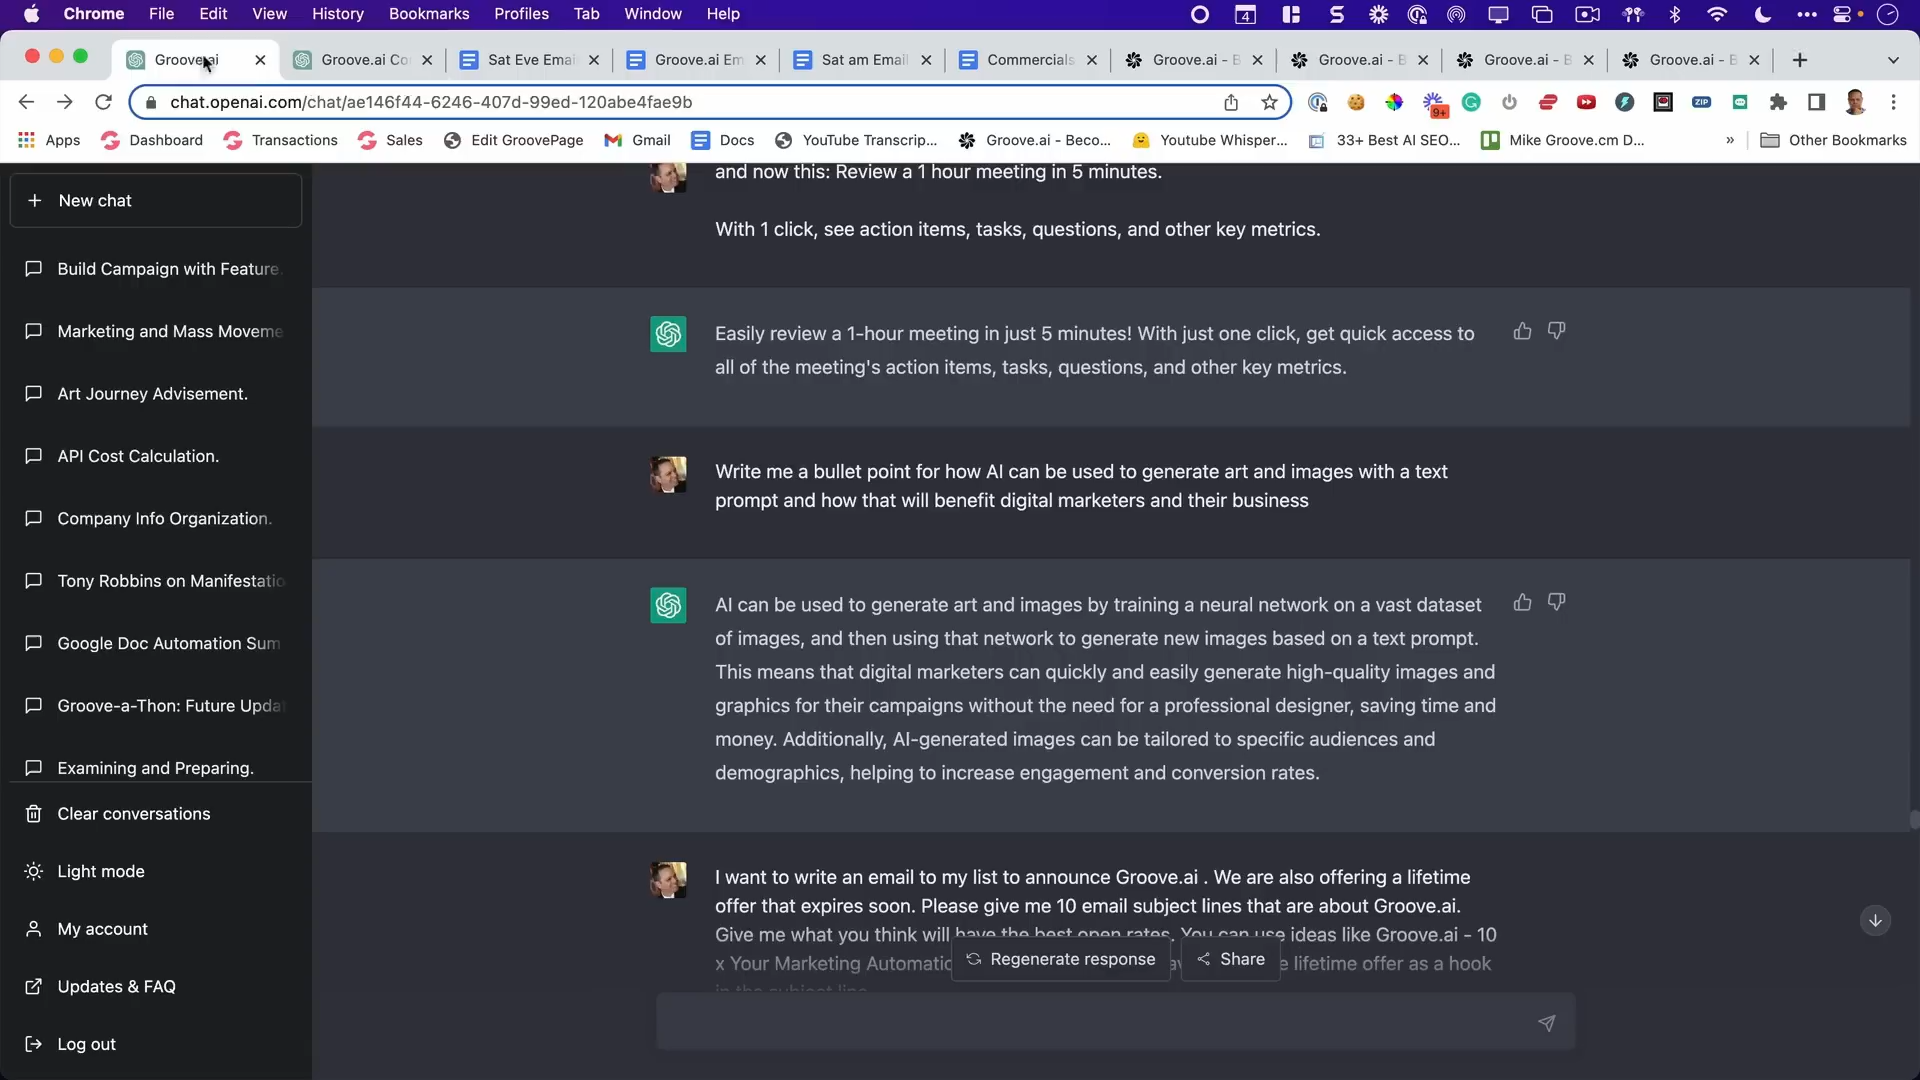 Chrome File Edit View History Bookmarks Profiles Tab Window Help
4
Groove.ai
Groove.ai Co
Sat Eve Emai
Groove.ai Em
Sat am Email
Commercials
Groove.ai - B
Groove.ai - B
Groove.ai - B
Groove.ai - B
chat.openai.com/chat/ae146f44-6246-407d-99ed-120abe4fae9b
9+
ZIP
Apps Dashboard Transactions Sales Edit GroovePage Gmail Docs YouTube Transcrip... Groove.ai - Beco... Youtube Whisper... 33+ Best AI SEO... Mike Groove.cm D... » Other Bookmarks
New chat
Build Campaign with Feature.
Marketing and Mass Moveme
Art Journey Advisement.
API Cost Calculation.
Company Info Organization.
Tony Robbins on Manifestatio
Google Doc Automation Sum
Groove-a-Thon: Future Updat
Examining and Preparing.
Clear conversations
Light mode
My account
Updates & FAQ
Log out
and now this: Review a 1 hour meeting in 5 minutes.
With 1 click, see action items, tasks, questions, and other key metrics.
Easily review a 1-hour meeting in just 5 minutes! With just one click, get quick access to
all of the meeting's action items, tasks, questions, and other key metrics.
Write me a bullet point for how AI can be used to generate art and images with a text
prompt and how that will benefit digital marketers and their business
AI can be used to generate art and images by training a neural network on a vast dataset
of images, and then using that network to generate new images based on a text prompt.
This means that digital marketers can quickly and easily generate high-quality images and
graphics for their campaigns without the need for a professional designer, saving time and
money. Additionally, AI-generated images can be tailored to specific audiences and
demographics, helping to increase engagement and conversion rates.
I want to write an email to my list to announce Groove.ai . We are also offering a lifetime
offer that expires soon. Please give me 10 email subject lines that are about Groove.ai.
Give me what you think will have the best open rates. You can use ideas like Groove.ai - 10
x Your Marketing Automatic
e lifetime offer as a hook
in the subject line
Regenerate response
Share